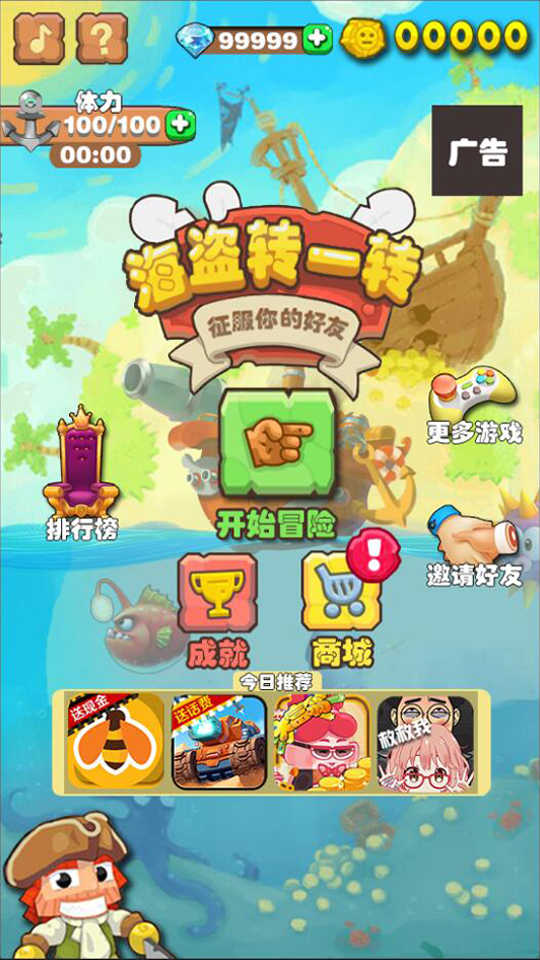 ?
99999
00000
体力
100/100
00:00
广告
海盗转一转
征服你的好友
更多游戏
排行榜
开始冒险
邀请好友
!
成就
商城
今日推荐
送现金
送话费
赦赦我